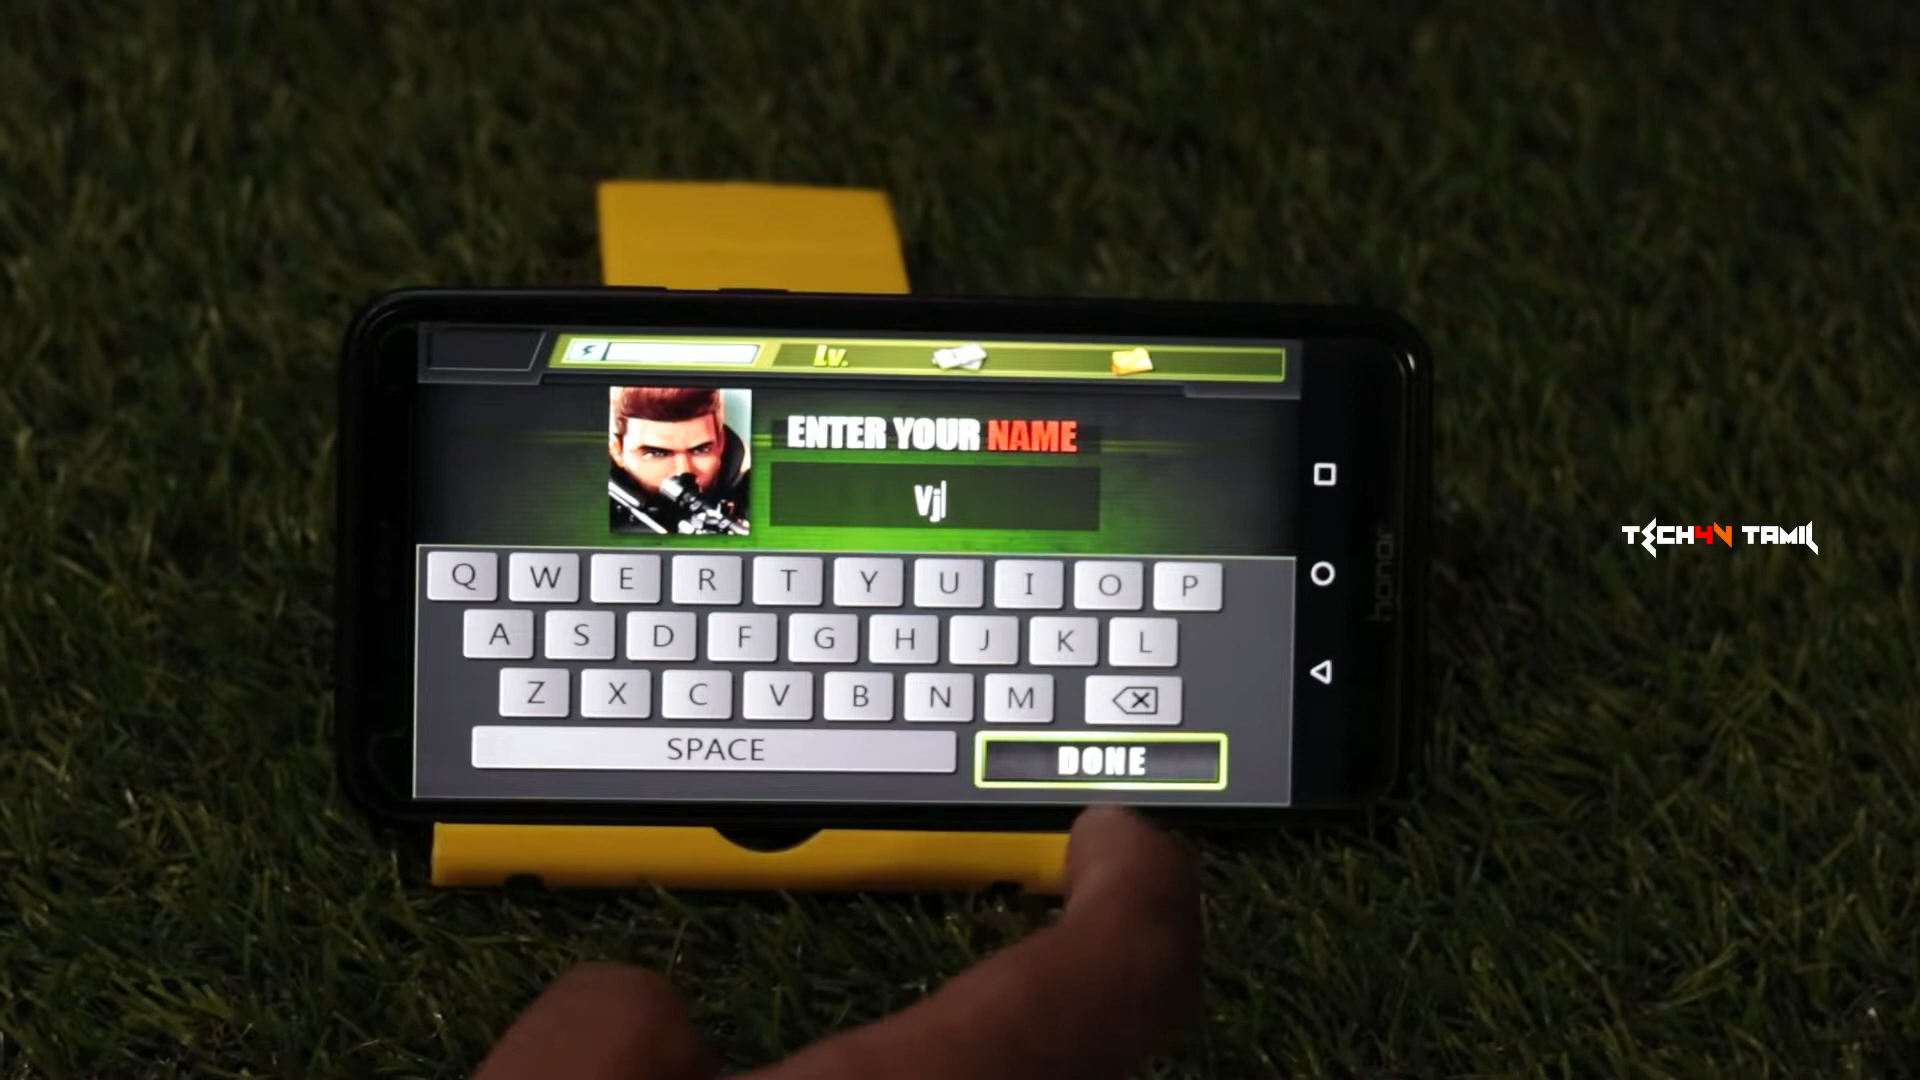 Lv.
ENTER YOUR NAME
Vj
Q W E R T Y U I O P
A S D F G H J K L
Z X C V B N M
SPACE DONE
honor
TECH4N TAMIL